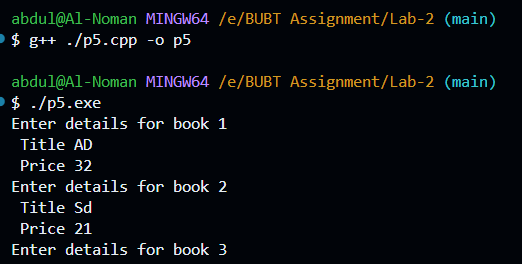 abdul@Al-Noman MINGW64 /e/BUBT Assignment/Lab-2 (main)
$ g++ ./p5.cpp -o p5
abdul@Al-Noman MINGW64 /e/BUBT Assignment/Lab-2 (main)
$ ./p5.exe
Enter details for book 1
 Title AD
 Price 32
Enter details for book 2
 Title Sd
 Price 21
Enter details for book 3